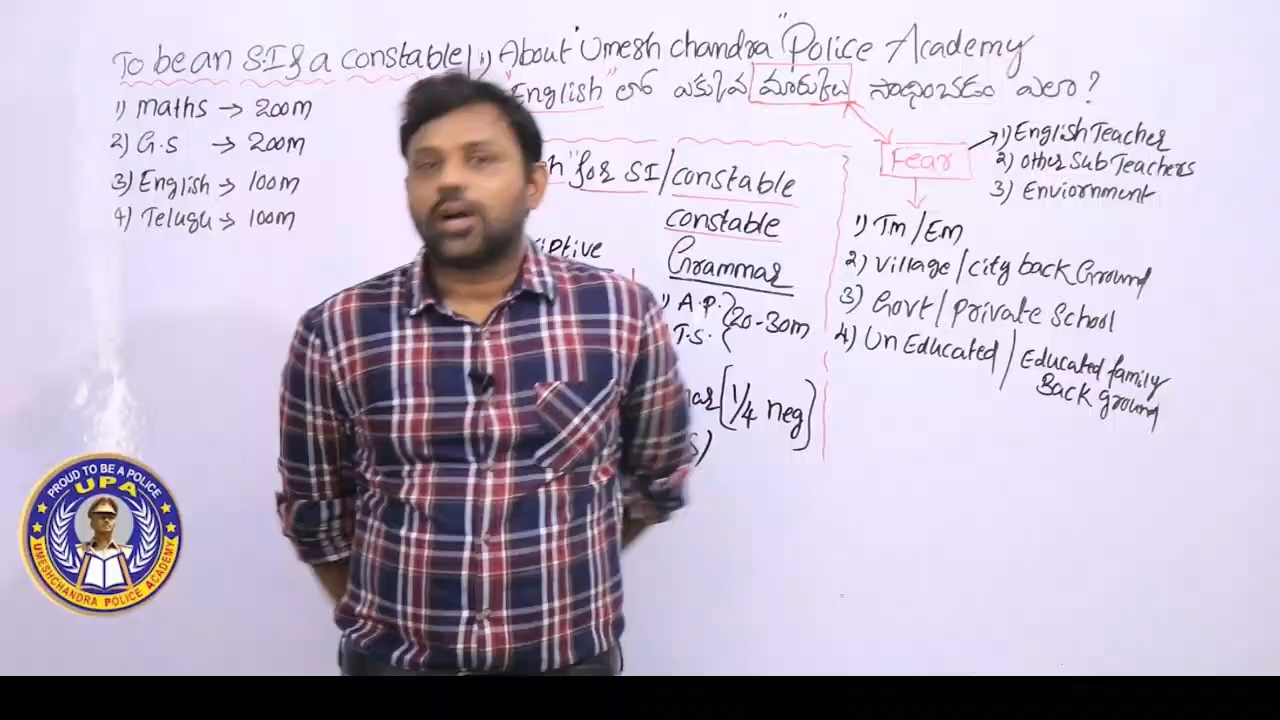 To be an S.I & a constable
1) Maths → 200m
2) G.S → 200m
3) English → 100m
4) Telugu → 100m
1) About "Umesh chandra" Police Academy
"English" లో ఎక్కువ మార్కులు సాధించడం ఎలా ?
for SI/constable
constable
Grammar
1) A.P.
T.S.
20-30m
[1/4 neg]
Fear
1) English Teacher
2) other Sub Teachers
3) Enviornment
1) Tm/Em
2) village/city back Ground
3) Govt/private School
4) Un Educated / Educated family
Back ground
PROUD TO BE A POLICE
UPA
UMESHCHANDRA POLICE ACADEMY